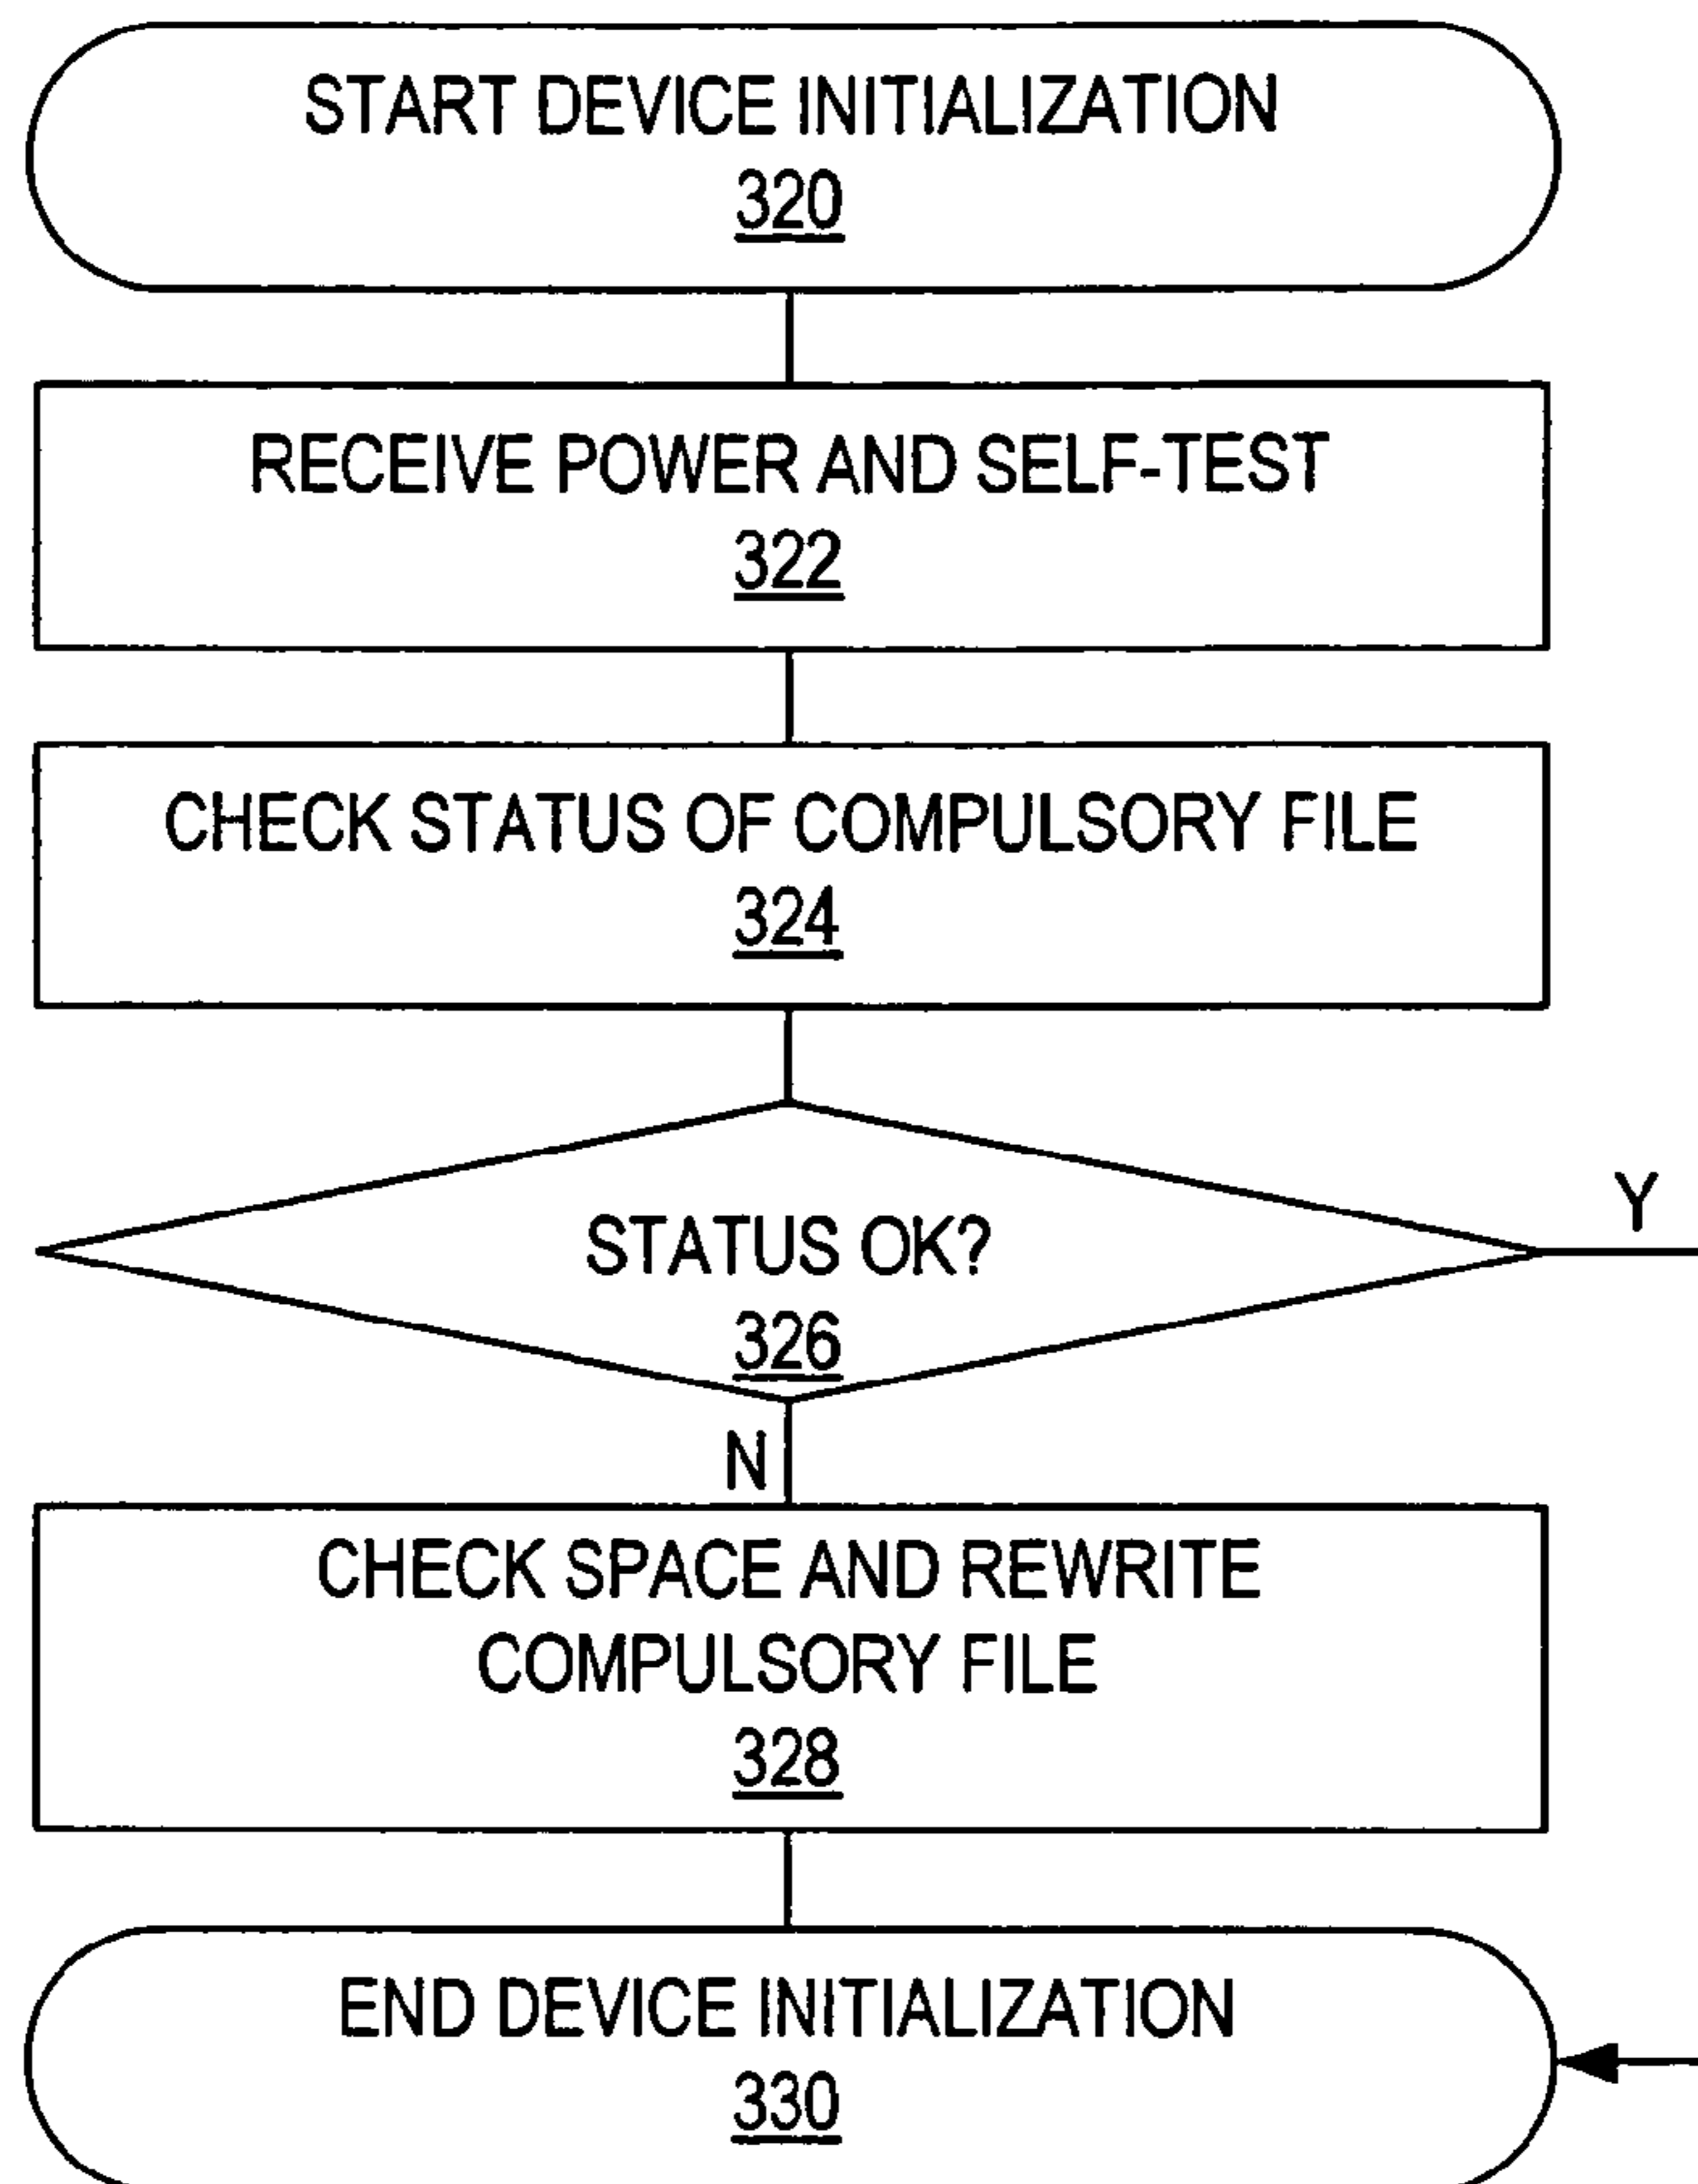 START DEVICE INITIALIZATION
320
RECEIVE POWER AND SELF-TEST
322
CHECK STATUS OF COMPULSORY FILE
324
STATUS OK?
326
Y
N
CHECK SPACE AND REWRITE
COMPULSORY FILE
328
END DEVICE INITIALIZATION
330